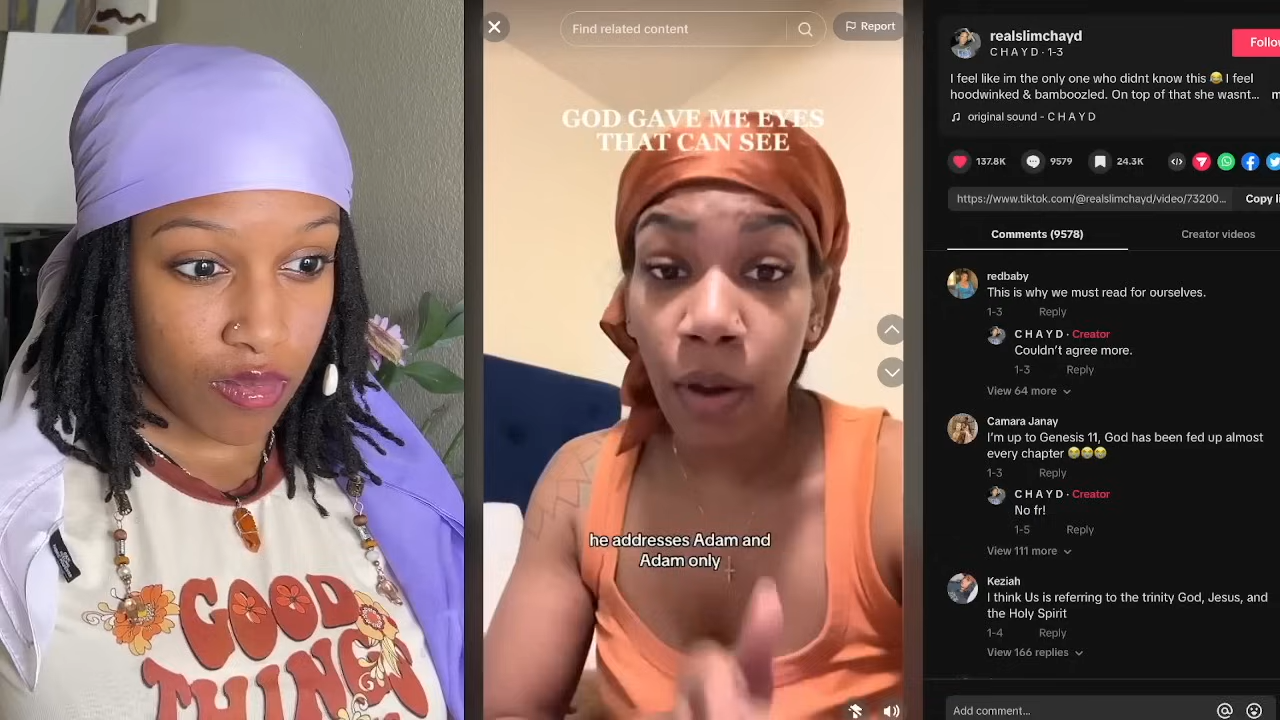 GOOD
THINGS
Find related content
Report
GOD GAVE ME EYES
THAT CAN SEE
he addresses Adam and
Adam only
realslimchayd
C H A Y D · 1-3
Follo
I feel like im the only one who didnt know this 😂 I feel
hoodwinked & bamboozled. On top of that she wasnt... m
original sound - C H A Y D
137.8K
9579
24.3K
https://www.tiktok.com/@realslimchayd/video/73200...
Copy li
Comments (9578)
Creator videos
redbaby
This is why we must read for ourselves.
1-3 Reply
C H A Y D · Creator
Couldn't agree more.
1-3 Reply
View 64 more
Camara Janay
I'm up to Genesis 11, God has been fed up almost
every chapter 😭😭😭
1-3 Reply
C H A Y D · Creator
No fr!
1-5 Reply
View 111 more
Keziah
I think Us is referring to the trinity God, Jesus, and
the Holy Spirit
1-4 Reply
View 166 replies
Add comment...